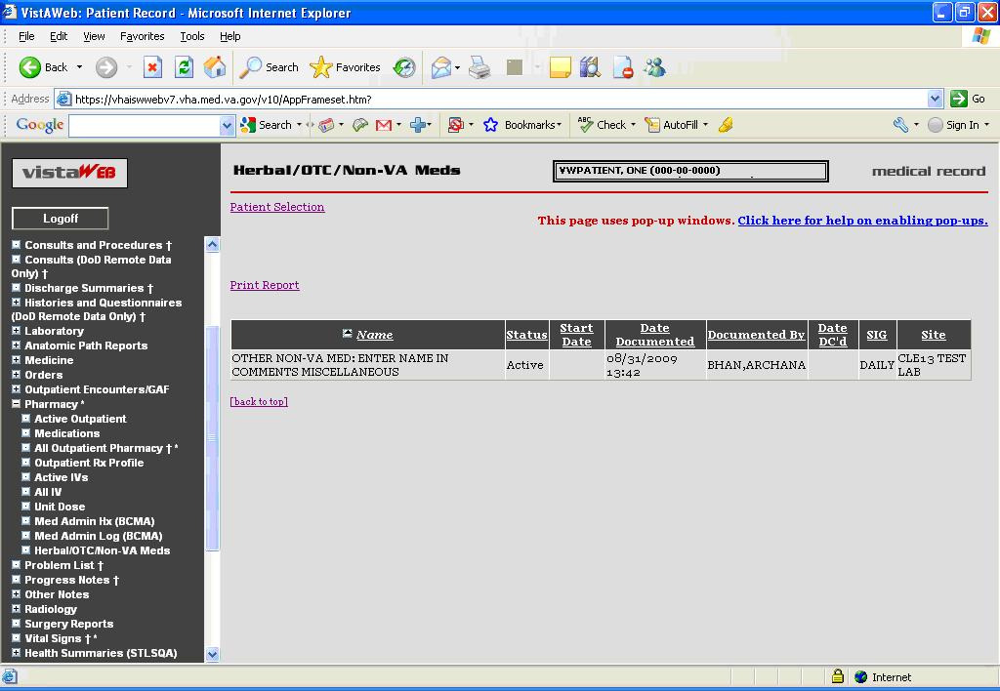 VistAWeb: Patient Record - Microsoft Internet Explorer
File Edit View Favorites Tools Help
Back Search Favorites
Address https://vhaiswwebv7.vha.med.va.gov/v10/AppFrameset.htm? Go
Google Search Bookmarks ABC Check AutoFill Sign In
vistaWEB
Herbal/OTC/Non-VA Meds
¥WPATIENT, ONE (000-00-0000)
medical record
Logoff
Patient Selection
This page uses pop-up windows. Click here for help on enabling pop-ups.
Consults and Procedures †
Consults (DoD Remote Data
Only) †
Discharge Summaries †
Histories and Questionnaires
(DoD Remote Data Only) †
Laboratory
Anatomic Path Reports
Medicine
Orders
Outpatient Encounters/GAF
Pharmacy *
Active Outpatient
Medications
All Outpatient Pharmacy † *
Outpatient Rx Profile
Active IVs
All IV
Unit Dose
Med Admin Hx (BCMA)
Med Admin Log (BCMA)
Herbal/OTC/Non-VA Meds
Problem List †
Progress Notes †
Other Notes
Radiology
Surgery Reports
Vital Signs † *
Health Summaries (STLSQA)
Print Report
Name Status Start Date Date Documented Documented By Date DC'd SIG Site
OTHER NON-VA MED: ENTER NAME IN
COMMENTS MISCELLANEOUS
Active
08/31/2009
13:42
BHAN,ARCHANA
DAILY
CLE13 TEST
LAB
[back to top]
Internet